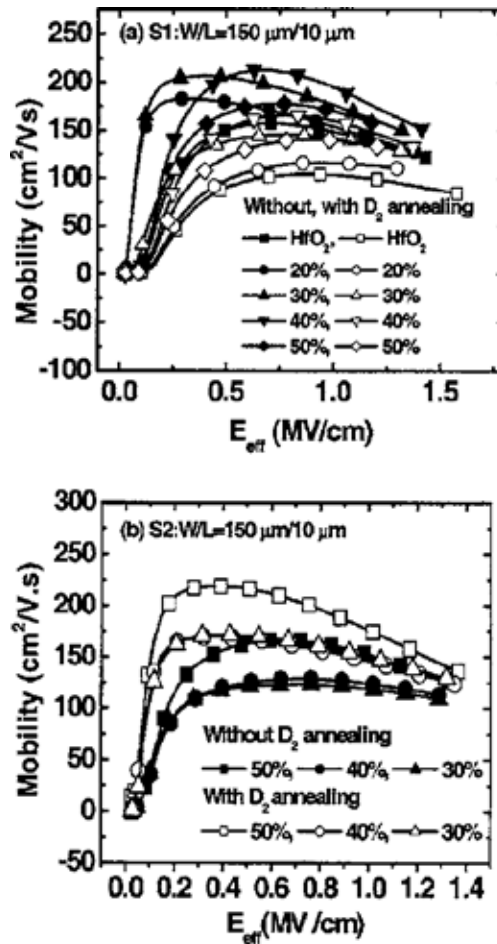 275
250
200
150
100
50
0
-50
-100
Mobility (cm²/Vs)
(a) S1:W/L=150 μm/10 μm
Without, with D₂ annealing
HfO₂, HfO₂
20%, 20%
30%, 30%
40%, 40%
50%, 50%
0.0 0.5 1.0 1.5
E_eff (MV/cm)
300
250
200
150
100
50
0
-50
Mobility (cm²/V.s)
(b) S2:W/L=150 μm/10 μm
Without D₂ annealing
50%, 40%, 30%
With D₂ annealing
50%, 40%, 30%
0.0 0.2 0.4 0.6 0.8 1.0 1.2 1.4
E_eff(MV/cm)